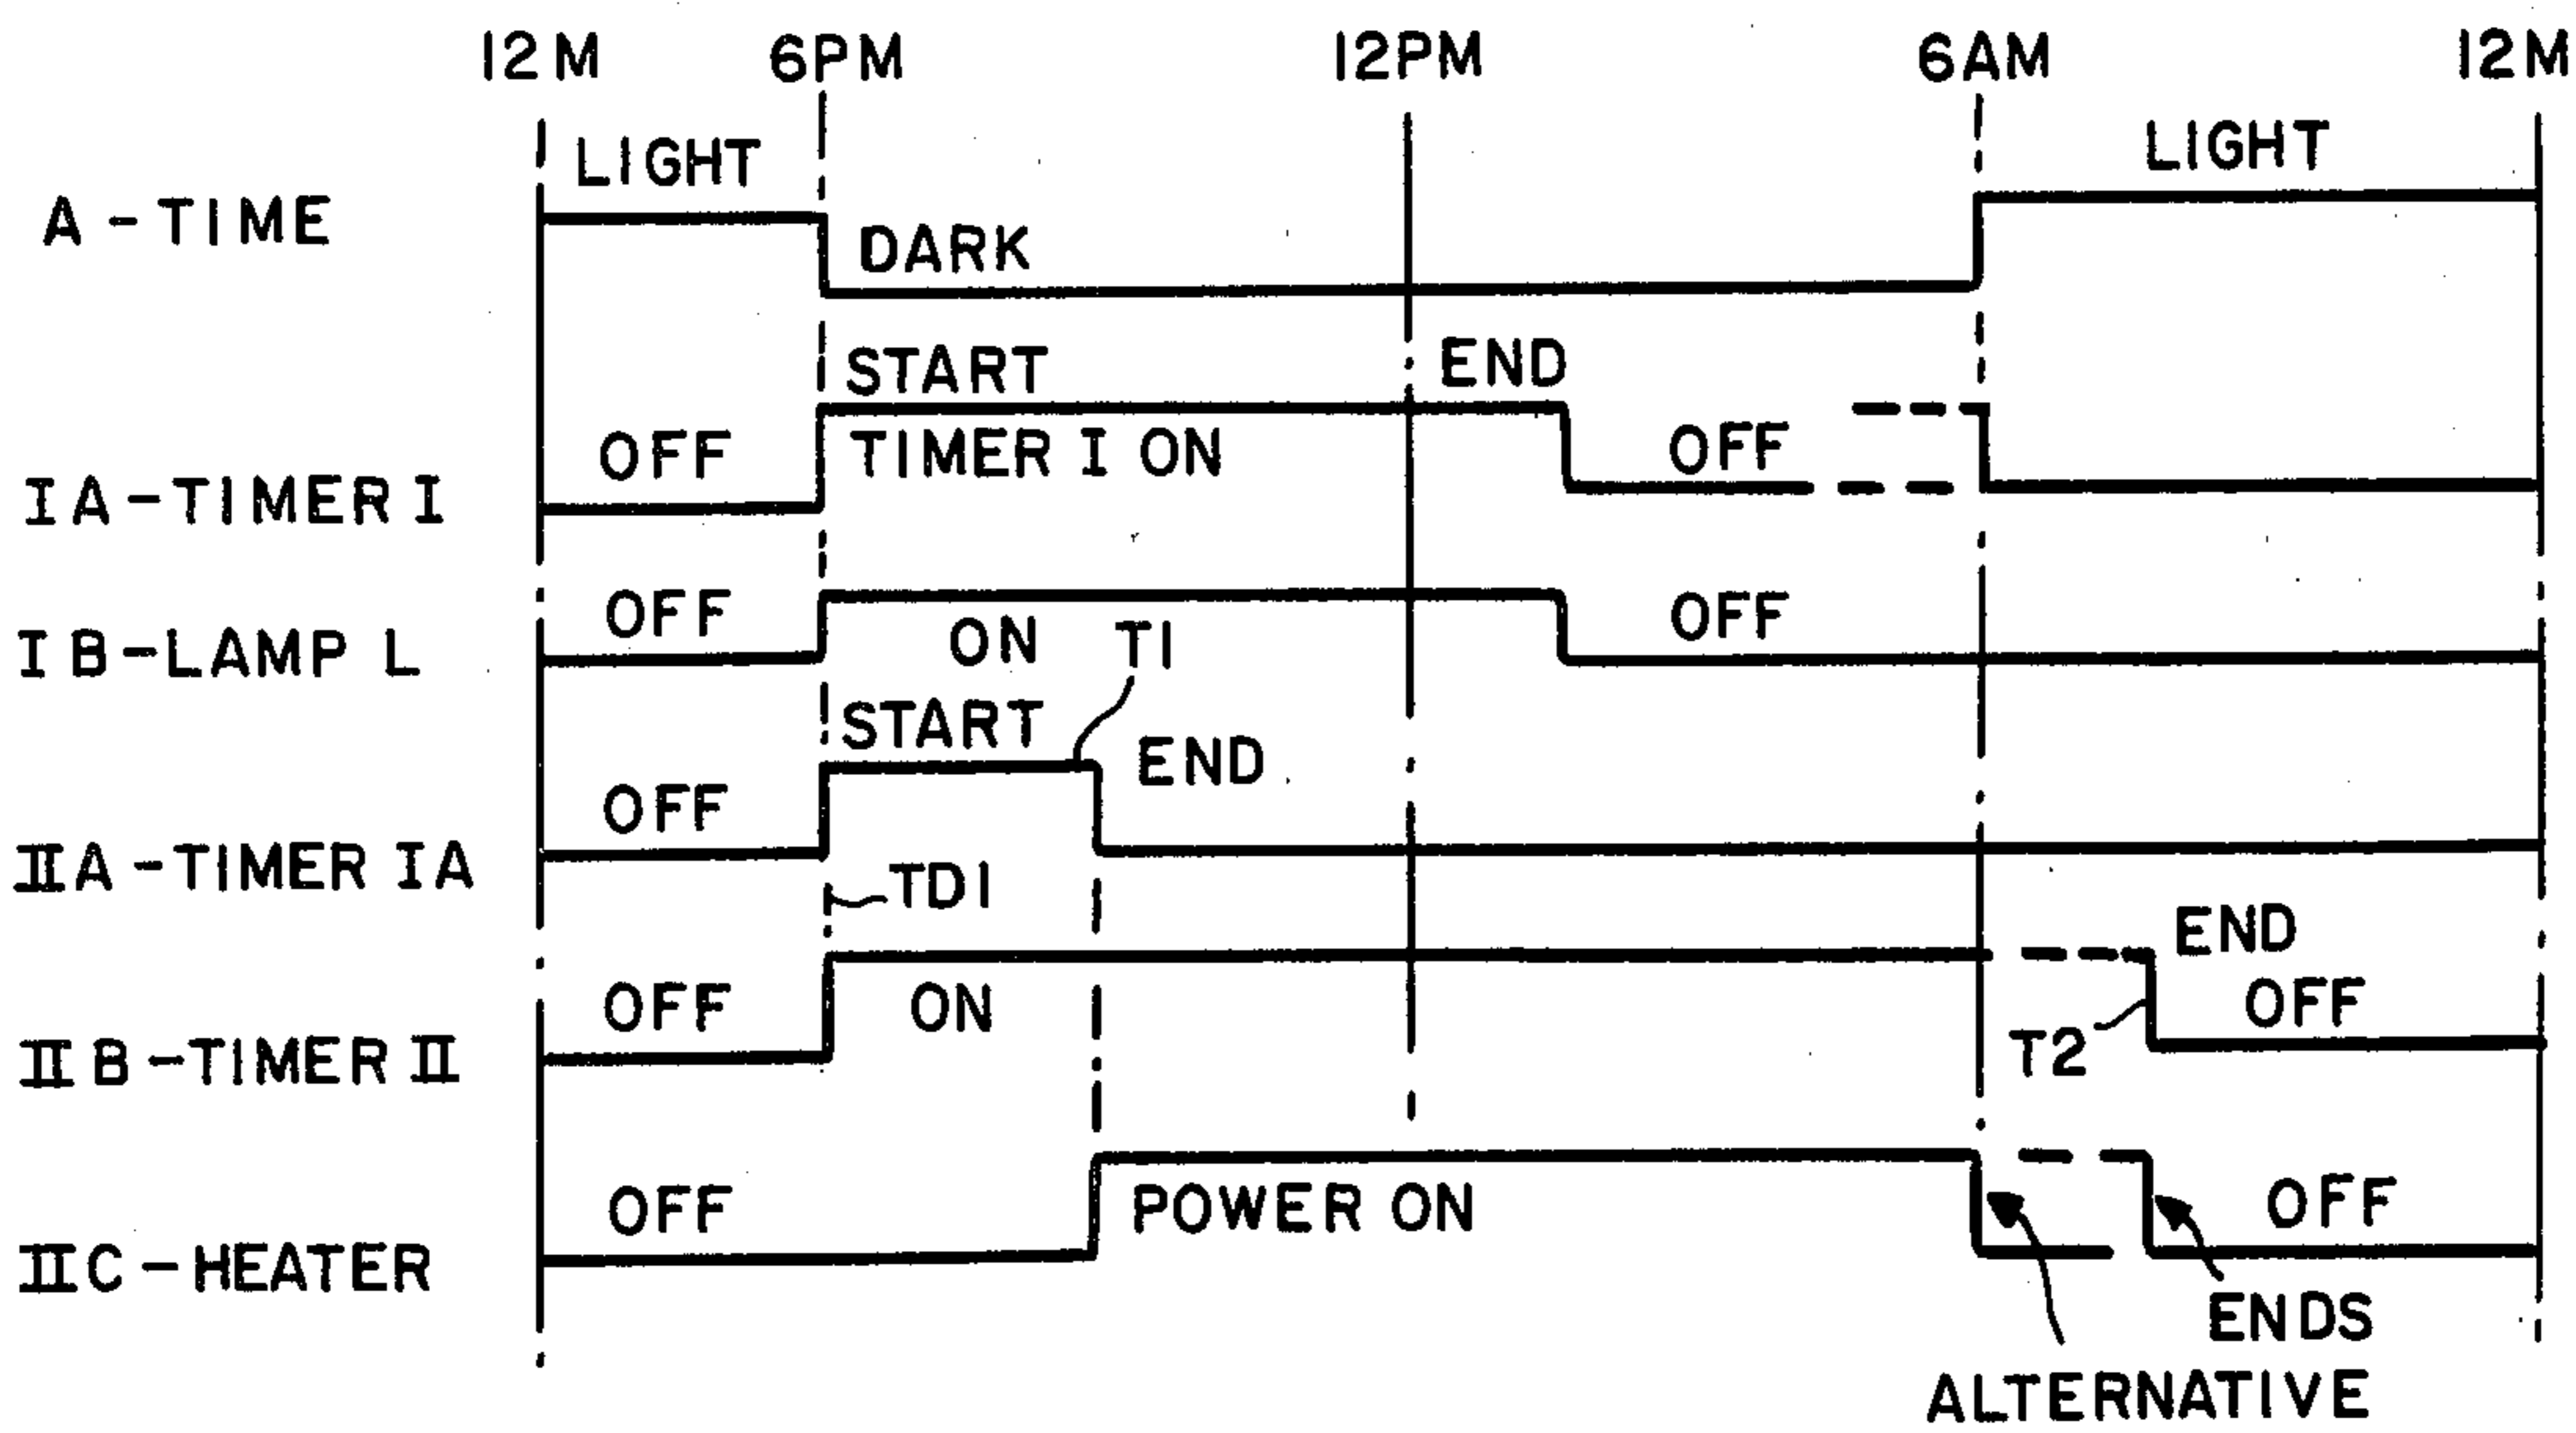 12M 6PM 12PM 6AM 12M
LIGHT LIGHT
A-TIME
DARK
START END
OFF TIMER I ON OFF
IA-TIMER I
OFF OFF
ON T1
IB-LAMP L
START
END
OFF
IIA-TIMER IA
TD1
END
OFF ON OFF
T2
IIB-TIMER II
OFF POWER ON OFF
IIC-HEATER
ENDS
ALTERNATIVE